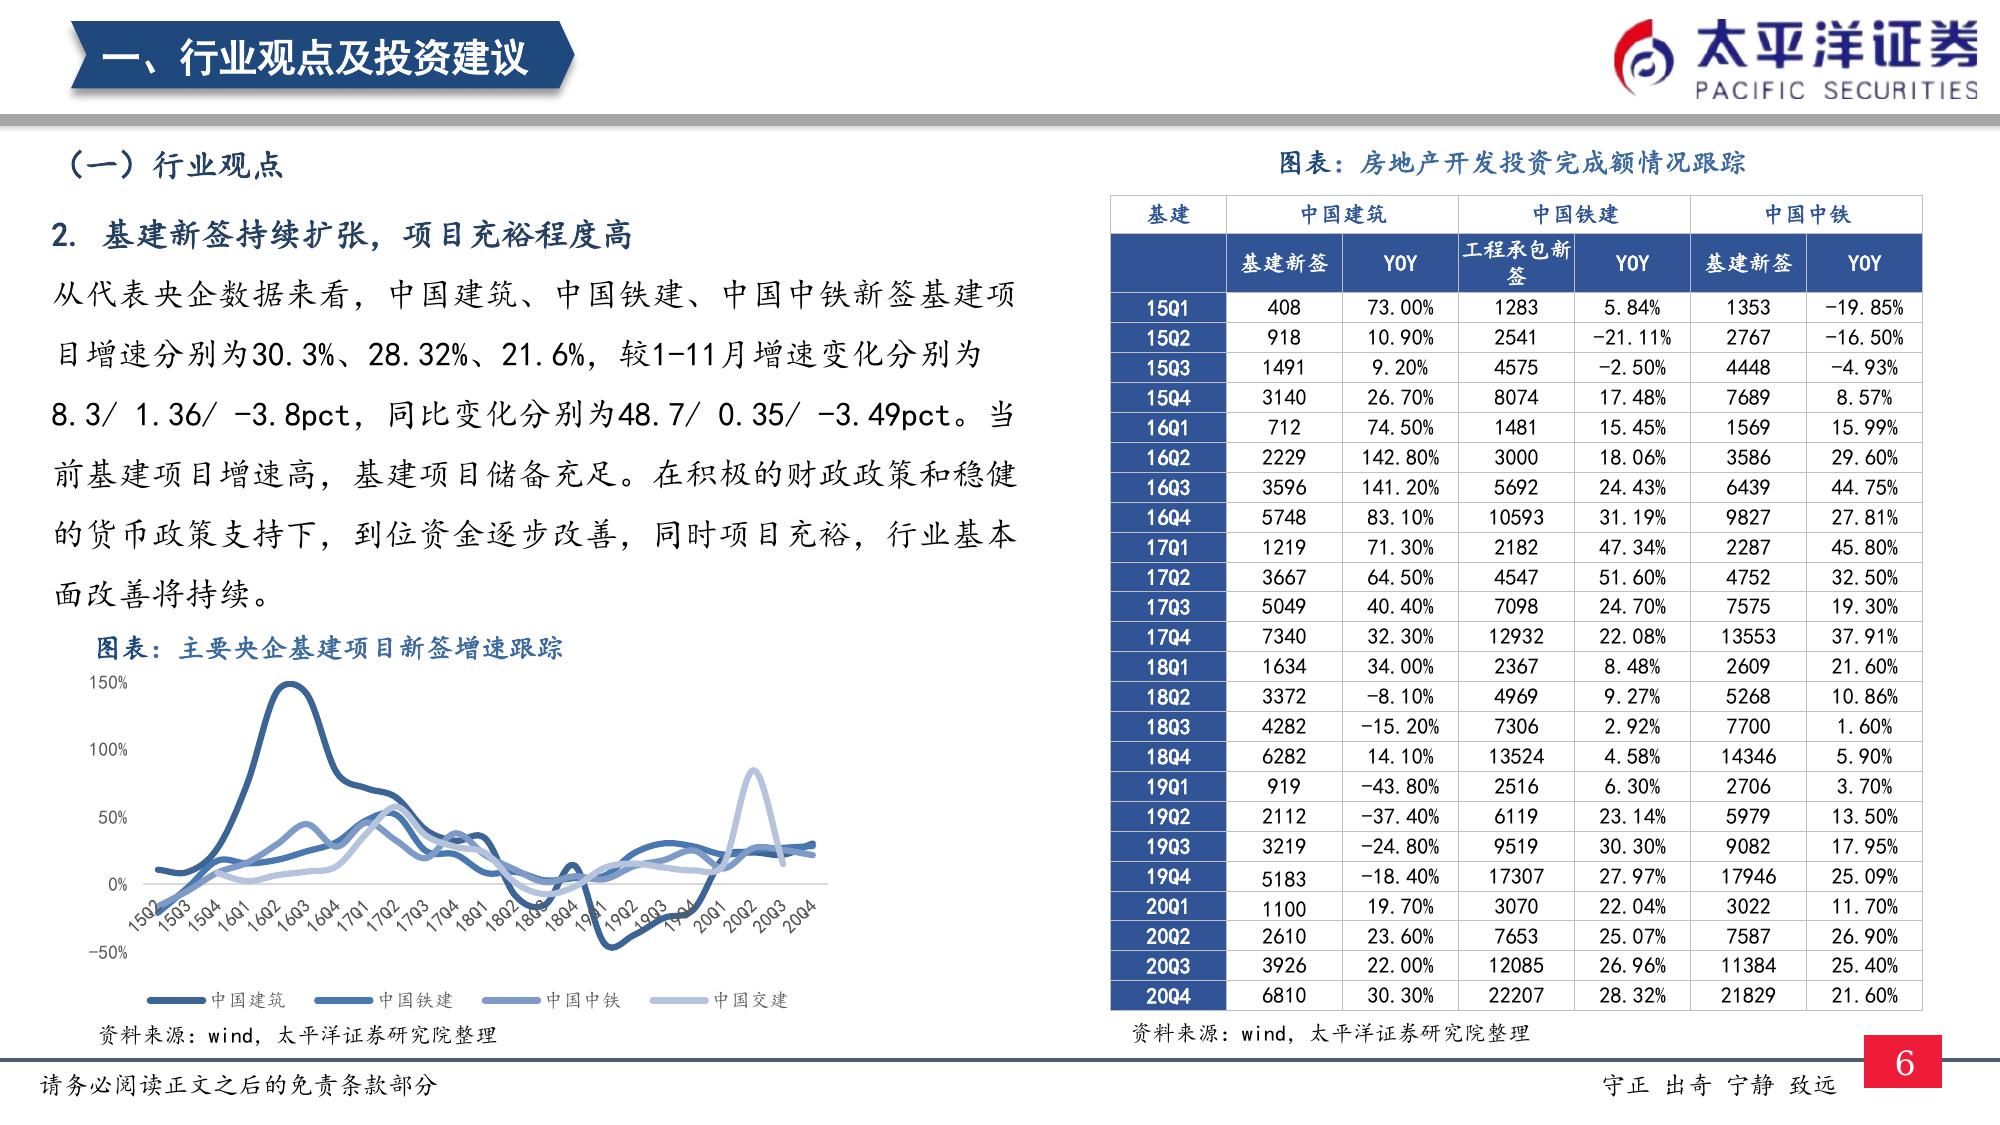 一、行业观点及投资建议
太平洋证券
PACIFIC SECURITIES
（一）行业观点
2. 基建新签持续扩张，项目充裕程度高
从代表央企数据来看，中国建筑、中国铁建、中国中铁新签基建项
目增速分别为30.3%、28.32%、21.6%，较1-11月增速变化分别为
8.3/ 1.36/ -3.8pct，同比变化分别为48.7/ 0.35/ -3.49pct。当
前基建项目增速高，基建项目储备充足。在积极的财政政策和稳健
的货币政策支持下，到位资金逐步改善，同时项目充裕，行业基本
面改善将持续。
图表：主要央企基建项目新签增速跟踪
150%
100%
50%
0%
-50%
15Q2 15Q3 15Q4 16Q1 16Q2 16Q3 16Q4 17Q1 17Q2 17Q3 17Q4 18Q1 18Q2 18Q3 18Q4 19Q1 19Q2 19Q3 19Q4 20Q1 20Q2 20Q3 20Q4
中国建筑 中国铁建 中国中铁 中国交建
资料来源：wind，太平洋证券研究院整理
图表：房地产开发投资完成额情况跟踪
基建 中国建筑 中国铁建 中国中铁
基建新签 YOY 工程承包新签 YOY 基建新签 YOY
15Q1 408 73.00% 1283 5.84% 1353 -19.85%
15Q2 918 10.90% 2541 -21.11% 2767 -16.50%
15Q3 1491 9.20% 4575 -2.50% 4448 -4.93%
15Q4 3140 26.70% 8074 17.48% 7689 8.57%
16Q1 712 74.50% 1481 15.45% 1569 15.99%
16Q2 2229 142.80% 3000 18.06% 3586 29.60%
16Q3 3596 141.20% 5692 24.43% 6439 44.75%
16Q4 5748 83.10% 10593 31.19% 9827 27.81%
17Q1 1219 71.30% 2182 47.34% 2287 45.80%
17Q2 3667 64.50% 4547 51.60% 4752 32.50%
17Q3 5049 40.40% 7098 24.70% 7575 19.30%
17Q4 7340 32.30% 12932 22.08% 13553 37.91%
18Q1 1634 34.00% 2367 8.48% 2609 21.60%
18Q2 3372 -8.10% 4969 9.27% 5268 10.86%
18Q3 4282 -15.20% 7306 2.92% 7700 1.60%
18Q4 6282 14.10% 13524 4.58% 14346 5.90%
19Q1 919 -43.80% 2516 6.30% 2706 3.70%
19Q2 2112 -37.40% 6119 23.14% 5979 13.50%
19Q3 3219 -24.80% 9519 30.30% 9082 17.95%
19Q4 5183 -18.40% 17307 27.97% 17946 25.09%
20Q1 1100 19.70% 3070 22.04% 3022 11.70%
20Q2 2610 23.60% 7653 25.07% 7587 26.90%
20Q3 3926 22.00% 12085 26.96% 11384 25.40%
20Q4 6810 30.30% 22207 28.32% 21829 21.60%
资料来源：wind，太平洋证券研究院整理
请务必阅读正文之后的免责条款部分
守正 出奇 宁静 致远
6